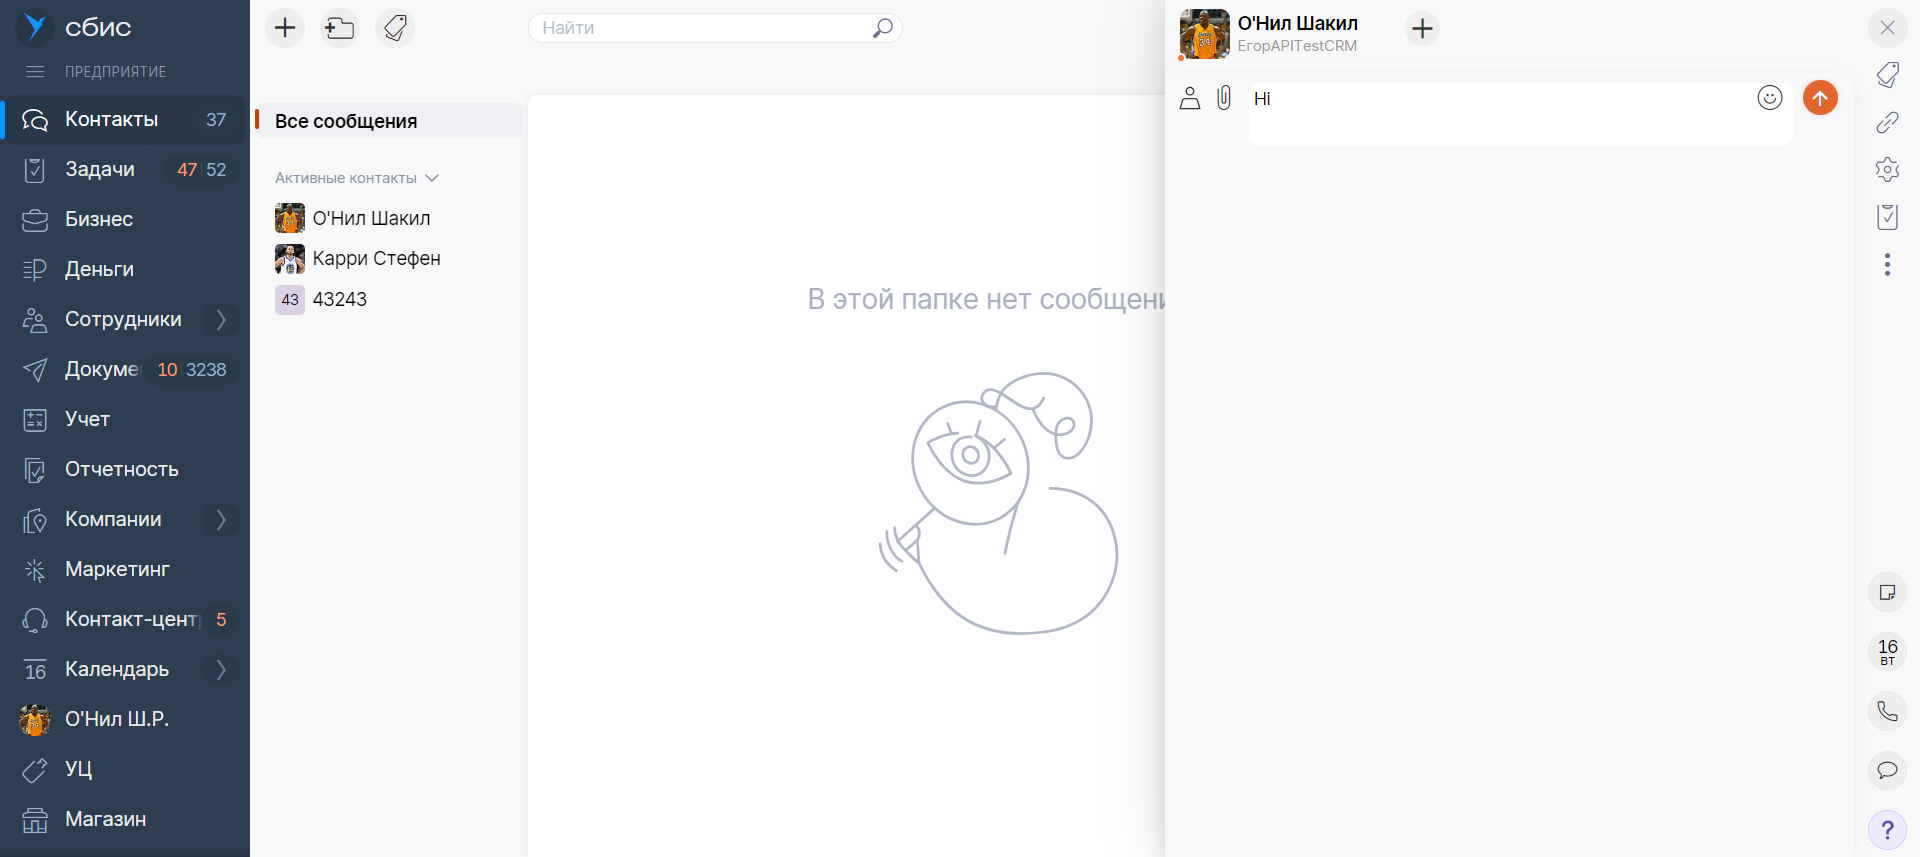 сбис
ПРЕДПРИЯТИЕ
Контакты 37
Задачи 47 52
Бизнес
Деньги
Сотрудники
Докуме 10 3238
Учет
Отчетность
Компании
Маркетинг
Контакт-цент 5
16 Календарь
О'Нил Ш.Р.
УЦ
Магазин
Найти
Все сообщения
Активные контакты
О'Нил Шакил
Карри Стефен
43 43243
В этой папке нет сообщени
О'Нил Шакил
ЕгорAPITestCRM
Hi
16
ВТ
?